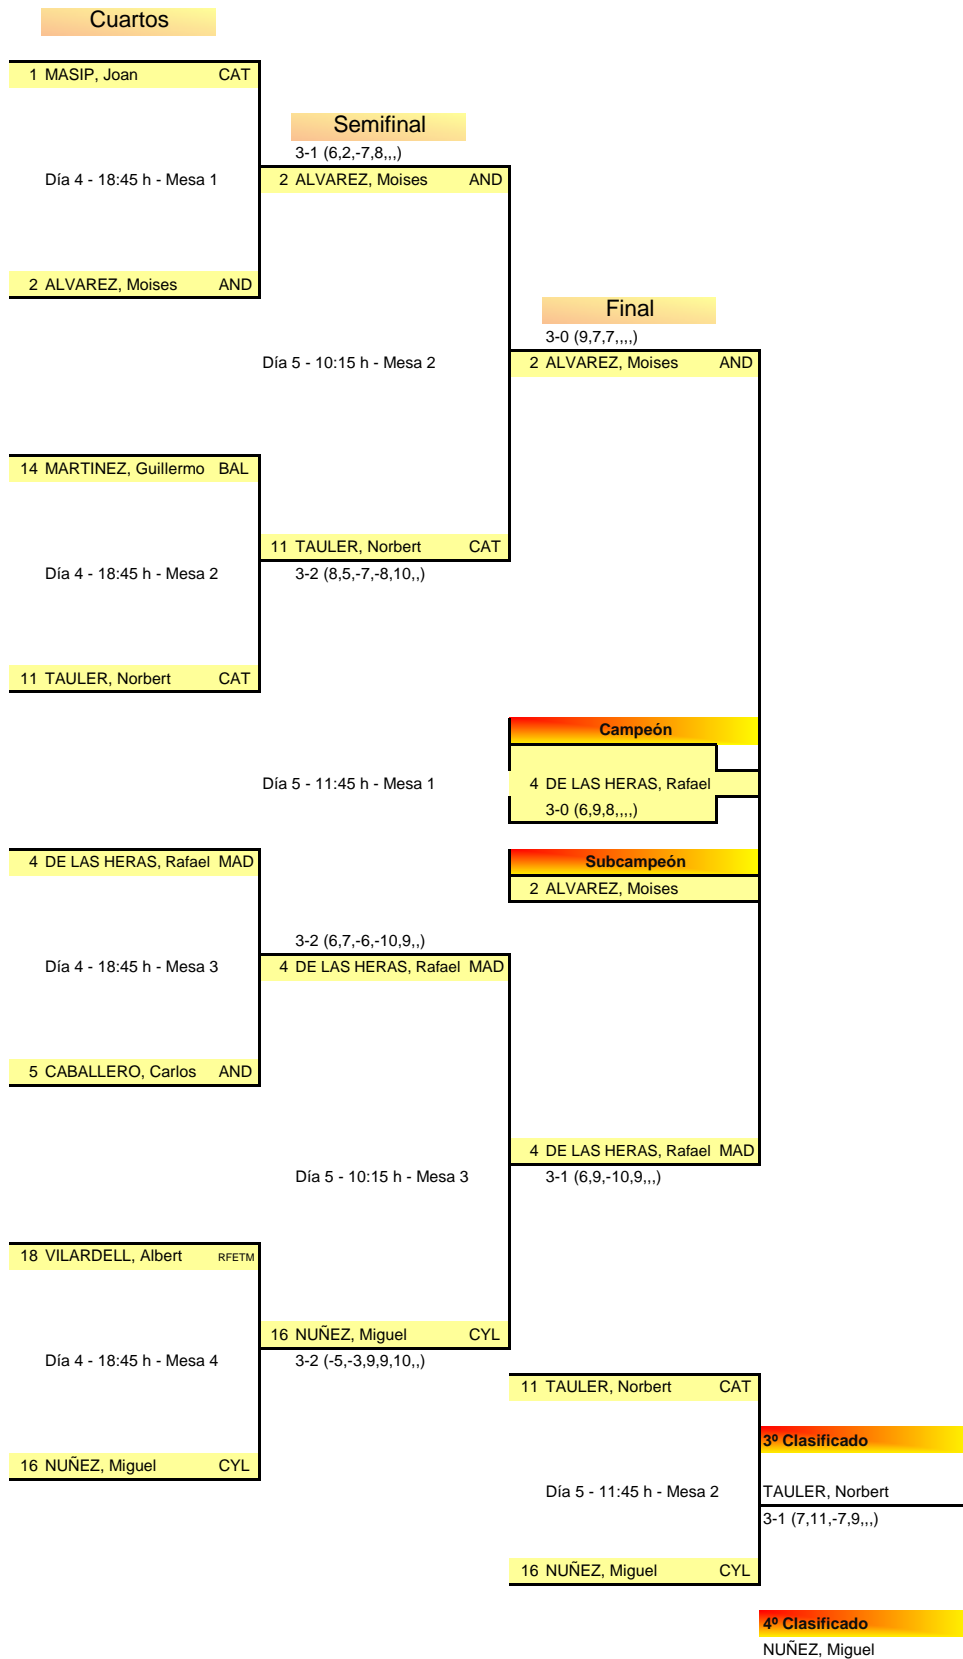 Cuartos
1 MASIP, Joan CAT
Semifinal
3-1 (6,2,-7,8,,,)
Día 4 - 18:45 h - Mesa 1
2 ALVAREZ, Moises AND
2 ALVAREZ, Moises AND
Final
3-0 (9,7,7,,,,)
Día 5 - 10:15 h - Mesa 2
2 ALVAREZ, Moises AND
14 MARTINEZ, Guillermo BAL
11 TAULER, Norbert CAT
Día 4 - 18:45 h - Mesa 2
3-2 (8,5,-7,-8,10,,)
11 TAULER, Norbert CAT
Campeón
Día 5 - 11:45 h - Mesa 1
4 DE LAS HERAS, Rafael
3-0 (6,9,8,,,,)
4 DE LAS HERAS, Rafael MAD
Subcampeón
2 ALVAREZ, Moises
3-2 (6,7,-6,-10,9,,)
Día 4 - 18:45 h - Mesa 3
4 DE LAS HERAS, Rafael MAD
5 CABALLERO, Carlos AND
4 DE LAS HERAS, Rafael MAD
Día 5 - 10:15 h - Mesa 3
3-1 (6,9,-10,9,,,)
18 VILARDELL, Albert RFETM
16 NUÑEZ, Miguel CYL
Día 4 - 18:45 h - Mesa 4
3-2 (-5,-3,9,9,10,,)
11 TAULER, Norbert CAT
3º Clasificado
16 NUÑEZ, Miguel CYL
Día 5 - 11:45 h - Mesa 2
TAULER, Norbert
3-1 (7,11,-7,9,,,)
16 NUÑEZ, Miguel CYL
4º Clasificado
NUÑEZ, Miguel